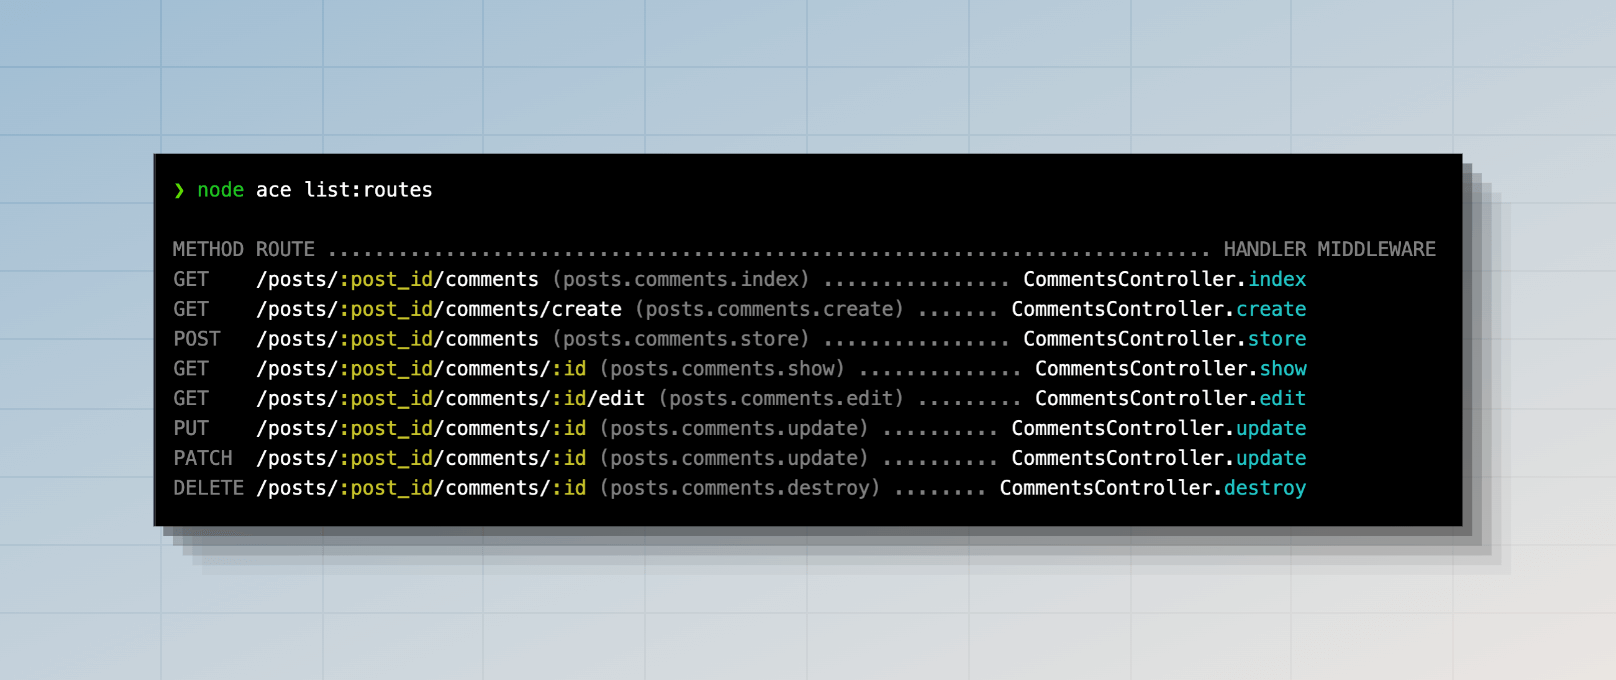 ❯ node ace list:routes
METHOD ROUTE ........................................................................... HANDLER MIDDLEWARE
GET /posts/:post_id/comments (posts.comments.index) ................ CommentsController.index
GET /posts/:post_id/comments/create (posts.comments.create) ....... CommentsController.create
POST /posts/:post_id/comments (posts.comments.store) ................ CommentsController.store
GET /posts/:post_id/comments/:id (posts.comments.show) .............. CommentsController.show
GET /posts/:post_id/comments/:id/edit (posts.comments.edit) ......... CommentsController.edit
PUT /posts/:post_id/comments/:id (posts.comments.update) .......... CommentsController.update
PATCH /posts/:post_id/comments/:id (posts.comments.update) .......... CommentsController.update
DELETE /posts/:post_id/comments/:id (posts.comments.destroy) ........ CommentsController.destroy